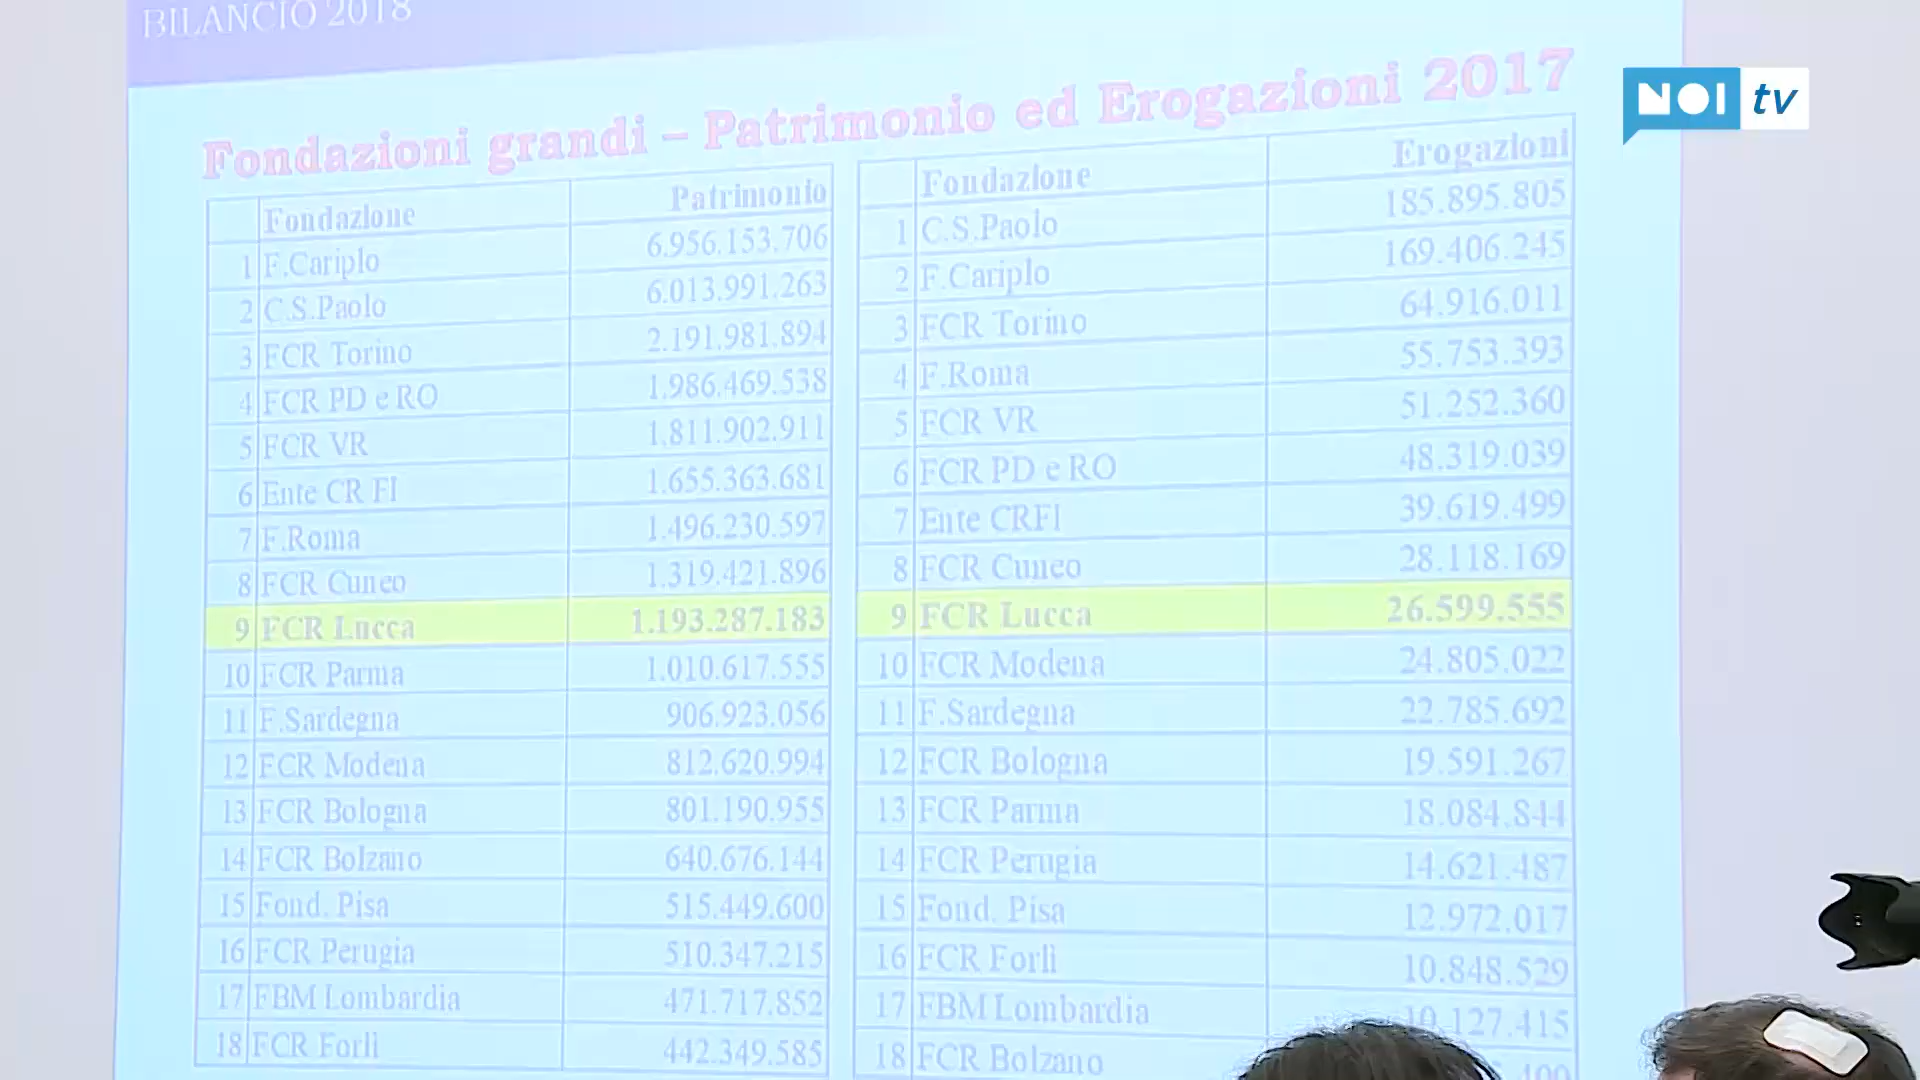 BILANCIO 2018
NOI tv
Fondazioni grandi – Patrimonio ed Erogazioni 2017
Fondazione Patrimonio
1 F.Cariplo 6.956.153.706
2 C.S.Paolo 6.013.991.263
3 FCR Torino 2.191.981.894
4 FCR PD e RO 1.986.469.538
5 FCR VR 1.811.902.911
6 Ente CR FI 1.655.363.681
7 F.Roma 1.496.230.597
8 FCR Cuneo 1.319.421.896
9 FCR Lucca 1.193.287.183
10 FCR Parma 1.010.617.555
11 F.Sardegna 906.923.056
12 FCR Modena 812.620.994
13 FCR Bologna 801.190.955
14 FCR Bolzano 640.676.144
15 Fond. Pisa 515.449.600
16 FCR Perugia 510.347.215
17 FBM Lombardia 471.717.852
18 FCR Forlì 442.349.585
Fondazione Erogazioni
1 C.S.Paolo 185.895.805
2 F.Cariplo 169.406.245
3 FCR Torino 64.916.011
4 F.Roma 55.753.393
5 FCR VR 51.252.360
6 FCR PD e RO 48.319.039
7 Ente CRFI 39.619.499
8 FCR Cuneo 28.118.169
9 FCR Lucca 26.599.555
10 FCR Modena 24.805.022
11 F.Sardegna 22.785.692
12 FCR Bologna 19.591.267
13 FCR Parma 18.084.844
14 FCR Perugia 14.621.487
15 Fond. Pisa 12.972.017
16 FCR Forlì 10.848.529
17 FBM Lombardia 10.127.415
18 FCR Bolzano